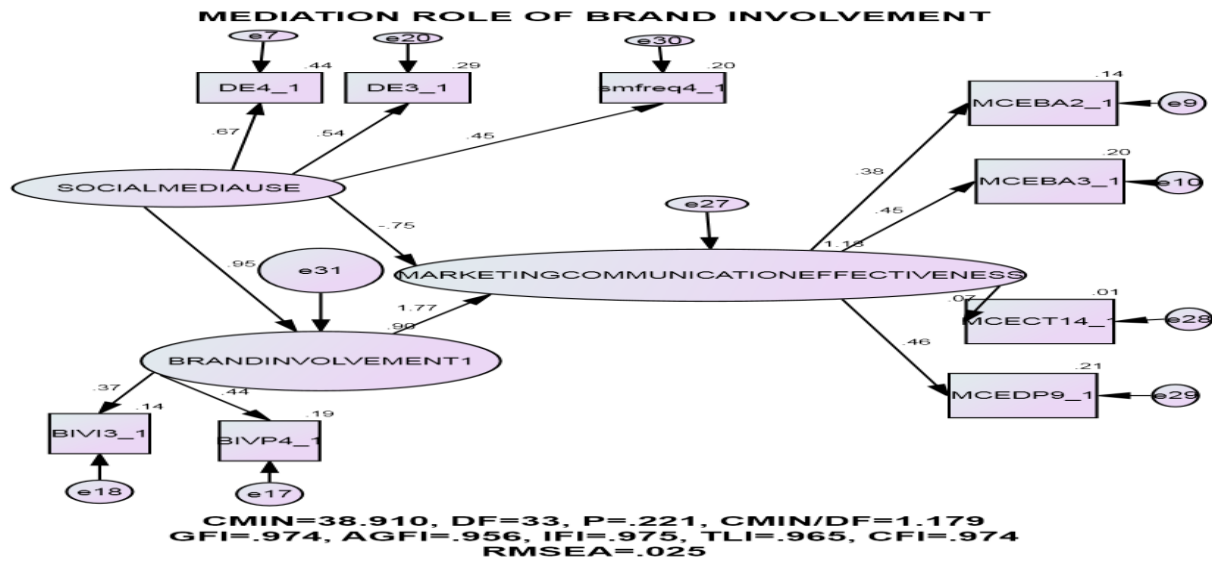 MEDIATION ROLE OF BRAND INVOLVEMENT
e7
e20
e30
.44
.29
.20
DE4_1
DE3_1
smfreq4_1
.14
MCEBA2_1
e9
.67
.54
.45
.38
.20
MCEBA3_1
e10
SOCIALMEDIAUSE
e27
.45
-.75
1.13
.95
e31
MARKETINGCOMMUNICATIONEFFECTIVENESS
1.77
.90
.07
.01
MCECT14_1
e28
BRANDINVOLVEMENT1
.46
.21
MCEDP9_1
e29
.37
.44
.14
.19
BIVI3_1
BIVP4_1
e18
e17
CMIN=38.910, DF=33, P=.221, CMIN/DF=1.179
GFI=.974, AGFI=.956, IFI=.975, TLI=.965, CFI=.974
RMSEA=.025